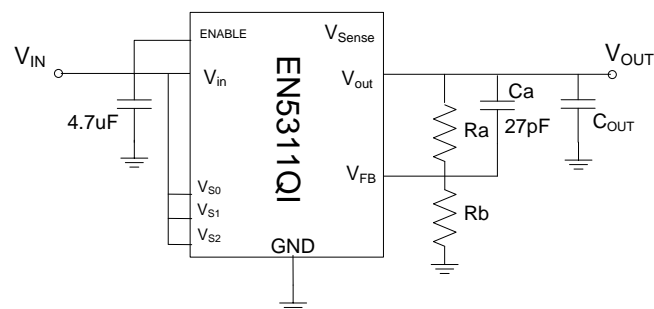 ENABLE
V_Sense
V_IN
V_in
V_out
V_OUT
EN5311QI
Ca
4.7uF
Ra
27pF
C_OUT
V_FB
V_S0
V_S1
V_S2
Rb
GND